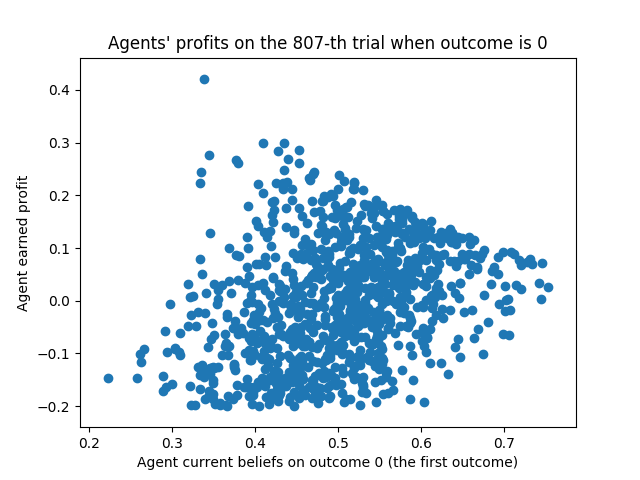 Agents' profits on the 807-th trial when outcome is 0
0.4
0.3
0.2
0.1
0.0
−0.1
−0.2
Agent earned profit
0.2 0.3 0.4 0.5 0.6 0.7
Agent current beliefs on outcome 0 (the first outcome)